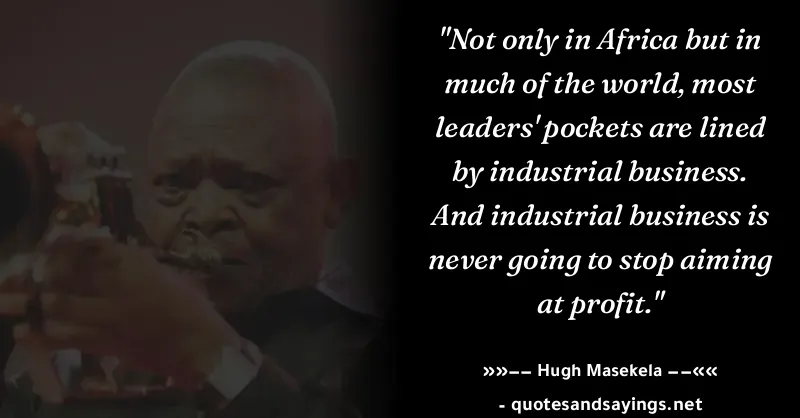 "Not only in Africa but in
much of the world, most
leaders' pockets are lined
by industrial business.
And industrial business is
never going to stop aiming
at profit."
»»–– Hugh Masekela ––««
- quotesandsayings.net